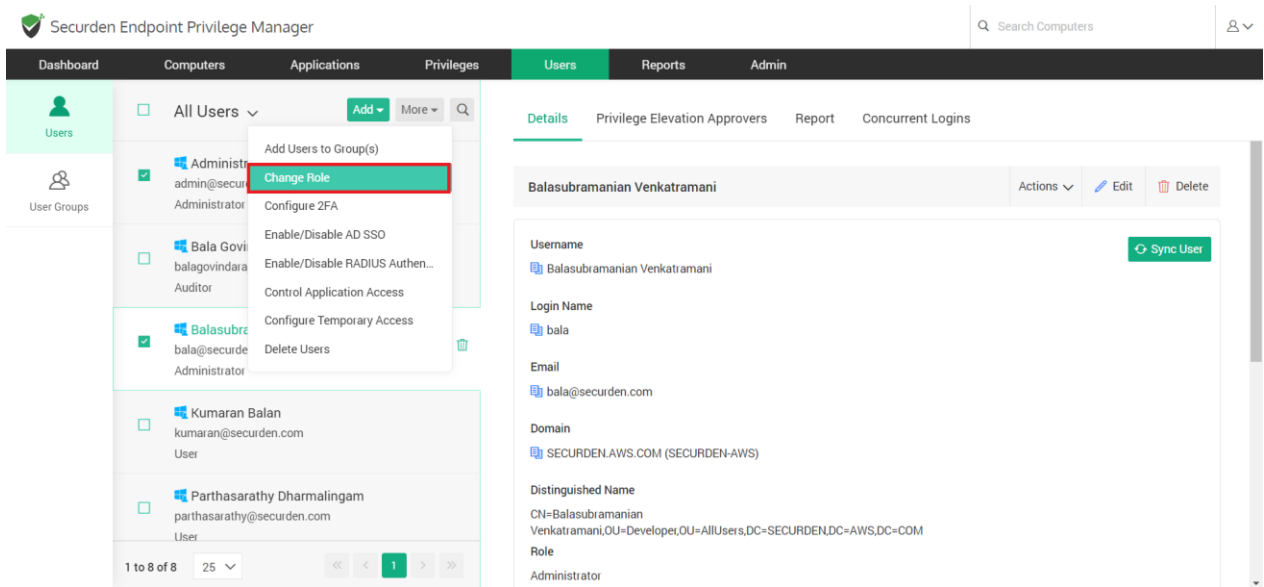 Securden Endpoint Privilege Manager
Search Computers
Dashboard
Computers
Applications
Privileges
Users
Reports
Admin
Users
User Groups
All Users
Add
More
Add Users to Group(s)
Change Role
Configure 2FA
Enable/Disable AD SSO
Enable/Disable RADIUS Authen...
Control Application Access
Configure Temporary Access
Delete Users
Administr
admin@secur
Administrator
Bala Govi
balagovindara
Auditor
Balasubra
bala@securde
Administrator
Kumaran Balan
kumaran@securden.com
User
Parthasarathy Dharmalingam
parthasarathy@securden.com
User
1 to 8 of 8
25
1
Details
Privilege Elevation Approvers
Report
Concurrent Logins
Balasubramanian Venkatramani
Actions
Edit
Delete
Sync User
Username
Balasubramanian Venkatramani
Login Name
bala
Email
bala@securden.com
Domain
SECURDEN.AWS.COM (SECURDEN-AWS)
Distinguished Name
CN=Balasubramanian
Venkatramani,OU=Developer,OU=AllUsers,DC=SECURDEN,DC=AWS,DC=COM
Role
Administrator